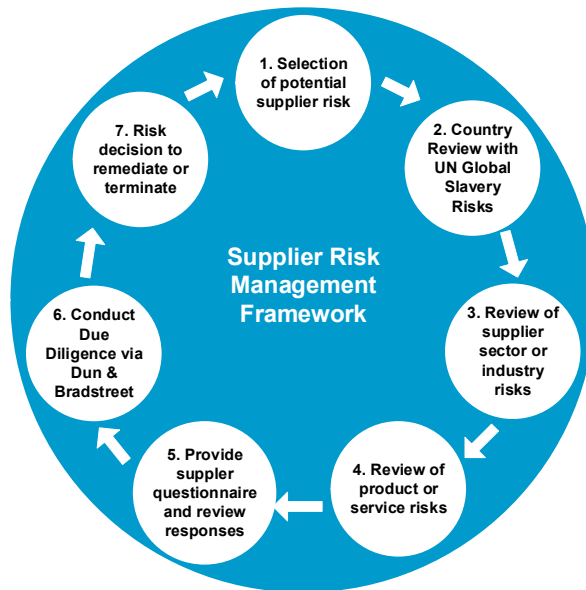 1. Selection
of potential
supplier risk
2. Country
Review with
UN Global
Slavery
Risks
3. Review of
supplier
sector or
industry
risks
4. Review of
product or
service risks
5. Provide
suppler
questionnaire
and review
responses
6. Conduct
Due
Diligence via
Dun &
Bradstreet
7. Risk
decision to
remediate or
terminate
Supplier Risk
Management
Framework